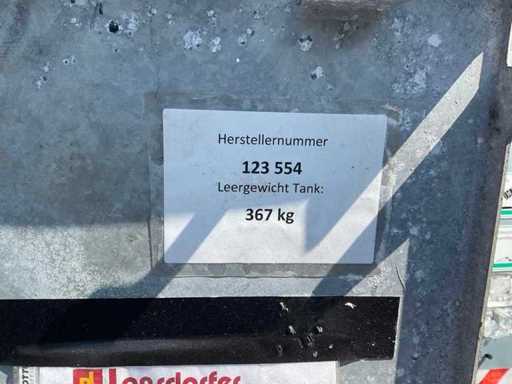 Herstellernummer
123 554
Leergewicht Tank:
367 kg